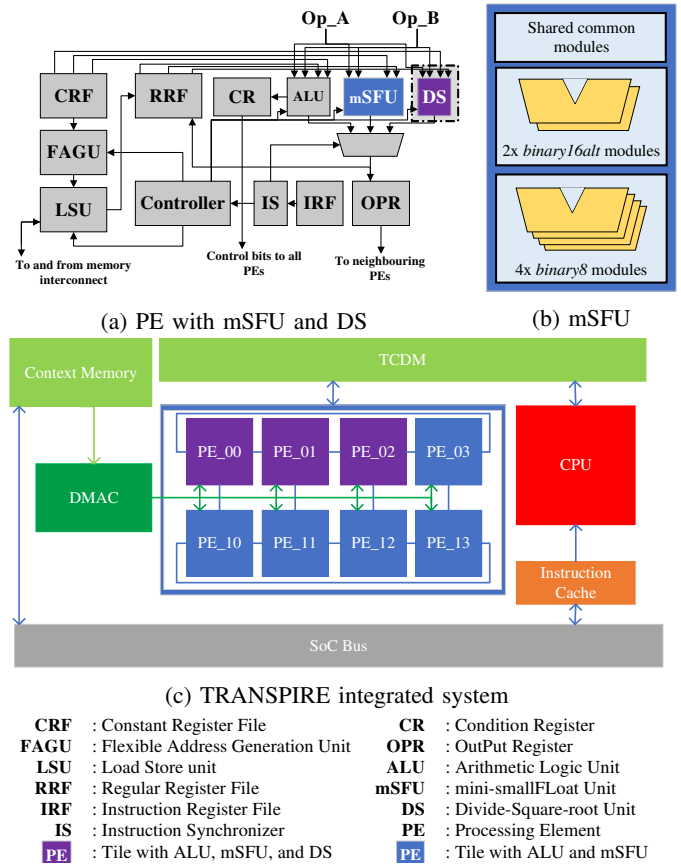 Op_A Op_B
CRF RRF CR ALU mSFU DS
FAGU
LSU Controller IS IRF OPR
To and from memory
interconnect
Control bits to all
PEs
To neighbouring
PEs
(a) PE with mSFU and DS
Shared common
modules
2x binary16alt modules
4x binary8 modules
(b) mSFU
Context Memory
TCDM
PE_00 PE_01 PE_02 PE_03
CPU
DMAC
PE_10 PE_11 PE_12 PE_13
Instruction
Cache
SoC Bus
(c) TRANSPIRE integrated system
CRF : Constant Register File
FAGU : Flexible Address Generation Unit
LSU : Load Store unit
RRF : Regular Register File
IRF : Instruction Register File
IS : Instruction Synchronizer
PE : Tile with ALU, mSFU, and DS
CR : Condition Register
OPR : OutPut Register
ALU : Arithmetic Logic Unit
mSFU : mini-smallFLoat Unit
DS : Divide-Square-root Unit
PE : Processing Element
PE : Tile with ALU and mSFU